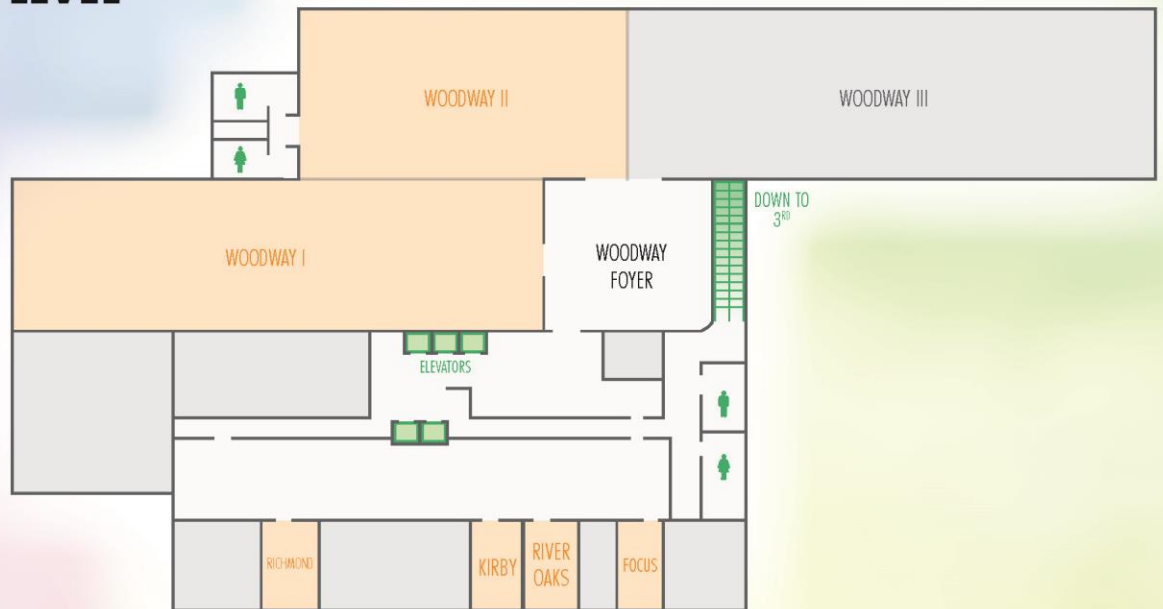 WOODWAY II
WOODWAY III
DOWN TO
3RD
WOODWAY I
WOODWAY
FOYER
ELEVATORS
RICHMOND
KIRBY
RIVER
OAKS
FOCUS